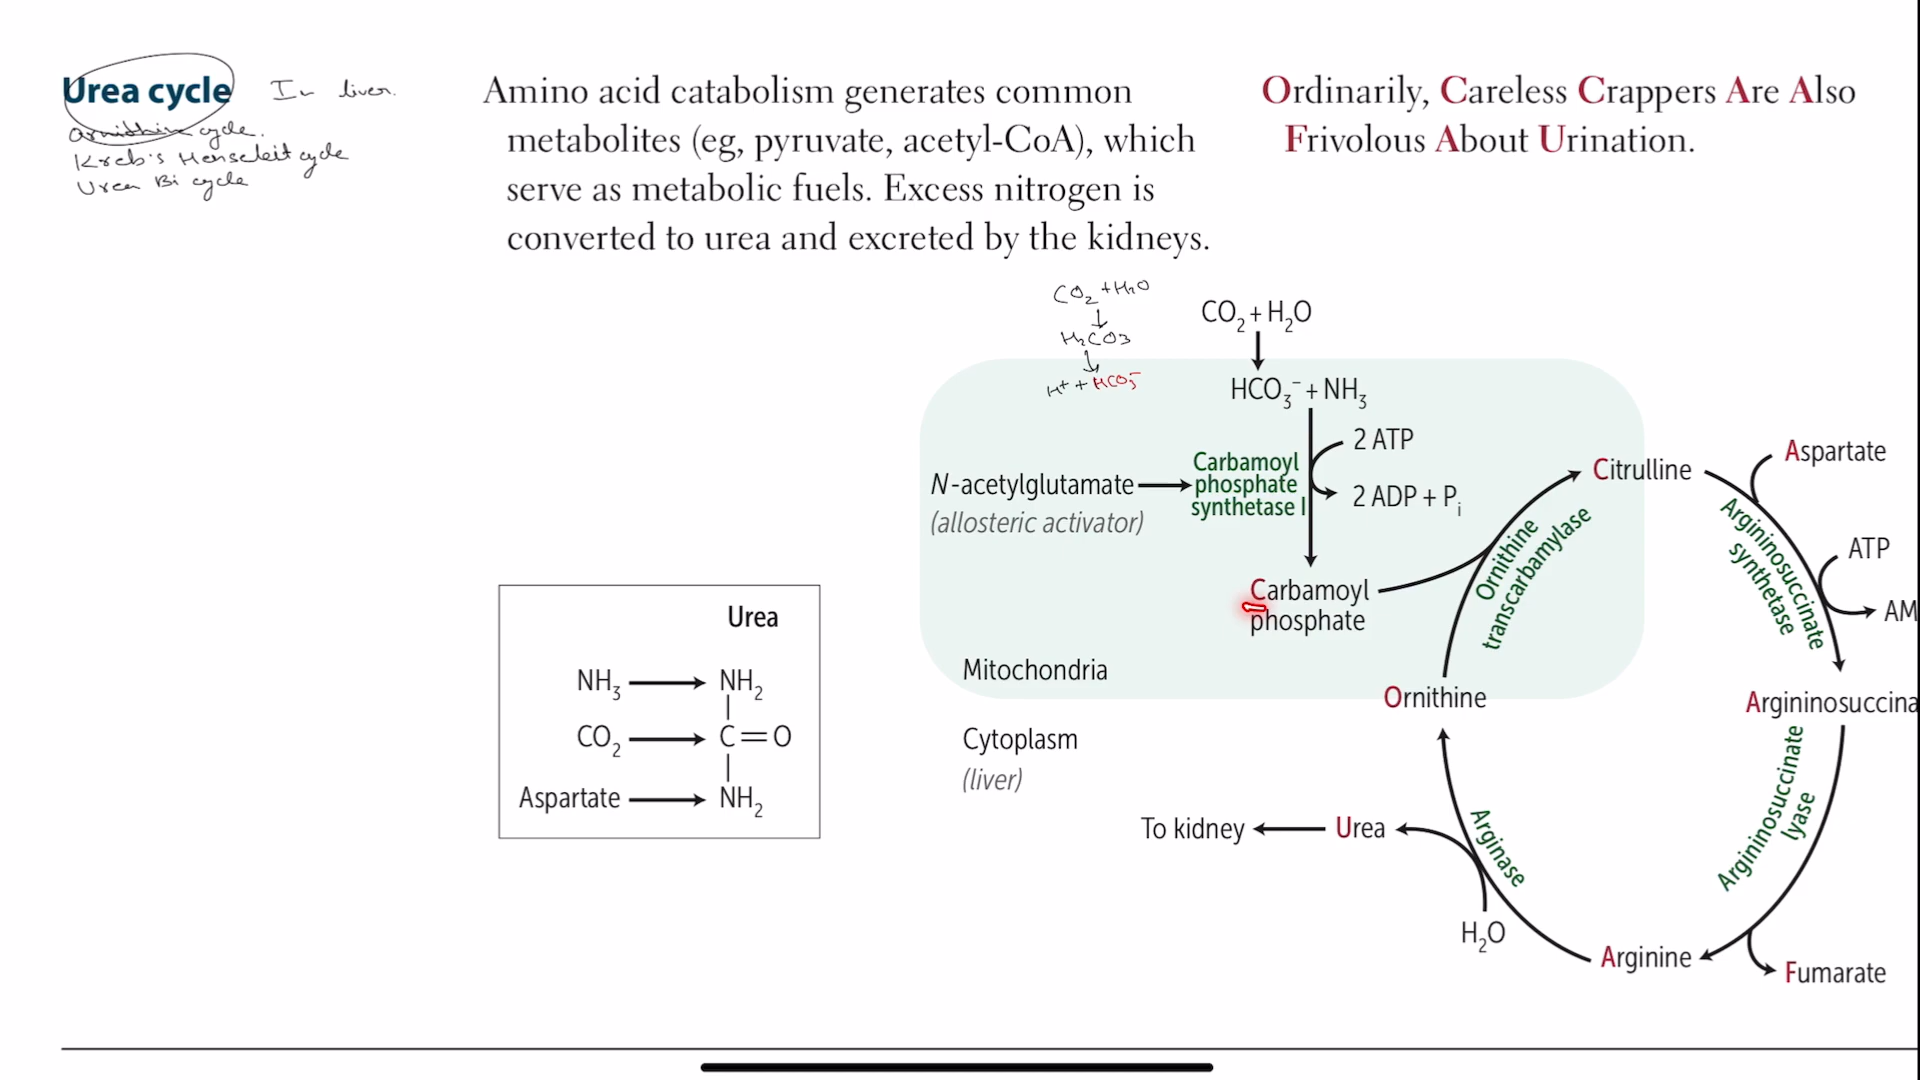 Urea cycle In liver.
ornithin cycle.
Kreb's Henseleit cycle
Urea Bi cycle
Amino acid catabolism generates common
metabolites (eg, pyruvate, acetyl-CoA), which
serve as metabolic fuels. Excess nitrogen is
converted to urea and excreted by the kidneys.
Ordinarily, Careless Crappers Are Also
Frivolous About Urination.
CO₂ + H₂O
H₂CO₃
H⁺ + HCO₃⁻
CO₂ + H₂O
HCO₃⁻ + NH₃
2 ATP
2 ADP + Pᵢ
N-acetylglutamate
(allosteric activator)
Carbamoyl
phosphate
synthetase I
Carbamoyl
phosphate
Mitochondria
Cytoplasm
(liver)
Ornithine
transcarbamylase
Citrulline
Aspartate
Argininosuccinate
synthetase
ATP
AM
Argininosuccina
Argininosuccinate
lyase
Fumarate
Arginine
Arginase
H₂O
Urea
To kidney
Ornithine
Urea
NH₃ NH₂
CO₂ C=O
Aspartate NH₂